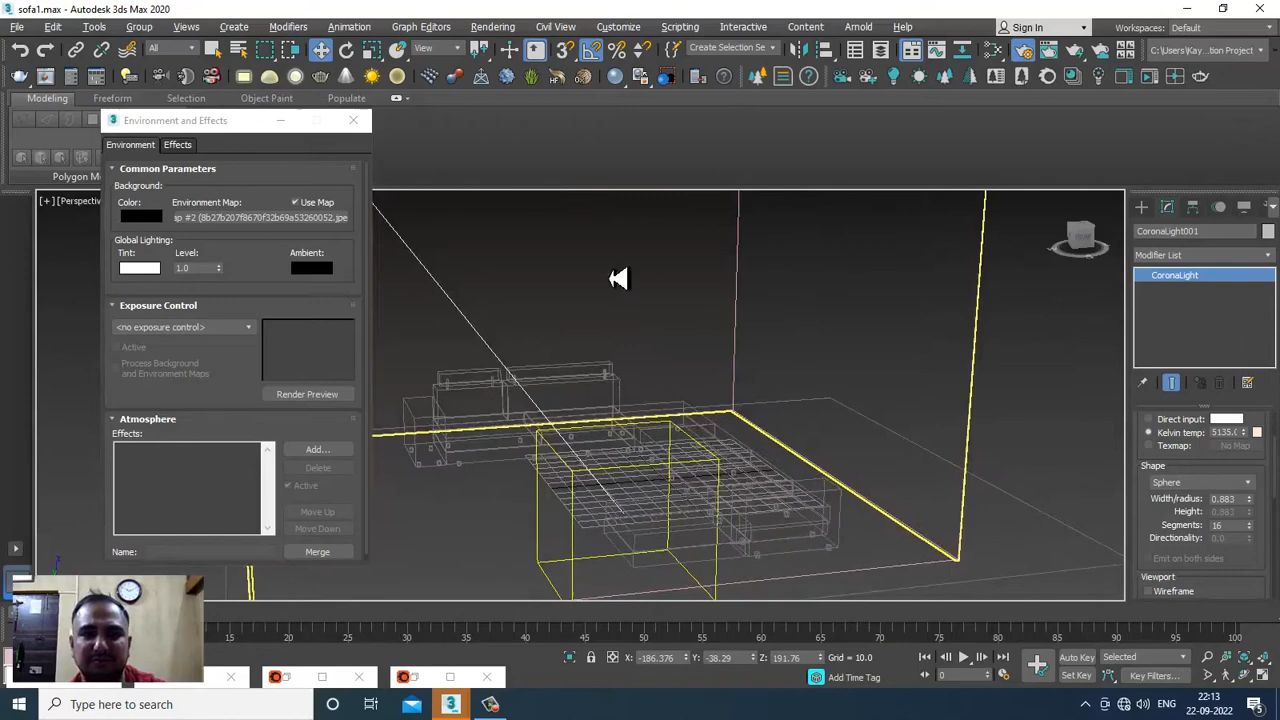 sofa1.max - Autodesk 3ds Max 2020
File Edit Tools Group Views Create Modifiers Animation Graph Editors Rendering Civil View Customize Scripting Interactive Content Arnold Help
Sign In
Workspaces: Default
All
View
Create Selection Se
C:\Users\Kay...tion Project
Modeling Freeform Selection Object Paint Populate
Environment and Effects
Environment Effects
Common Parameters
Background:
Color: Environment Map: Use Map
ap #2 (8b27b207f8670f32b69a53260052.jpe
Global Lighting:
Tint: Level: Ambient:
1.0
Exposure Control
<no exposure control>
Active
Process Background
and Environment Maps
Render Preview
Atmosphere
Effects:
Add...
Delete
Active
Move Up
Move Down
Name:
Merge
Polygon M
[+] [Perspectiv
CoronaLight001
Modifier List
CoronaLight
Direct input:
Kelvin temp: 5135.0
Texmap: No Map
Shape
Sphere
Width/radius: 0.883
Height: 0.883
Segments: 16
Directionality: 0.0
Emit on both sides
Viewport
Wireframe
15 20 25 30 35 40 45 50 55 60 65 70 75 80 85 90 95 100
X: -186.376 Y: -38.29 Z: 191.76 Grid = 10.0
Add Time Tag
0
Auto Key Selected
Set Key Key Filters...
Type here to search
ENG
22:13
22-09-2022
5